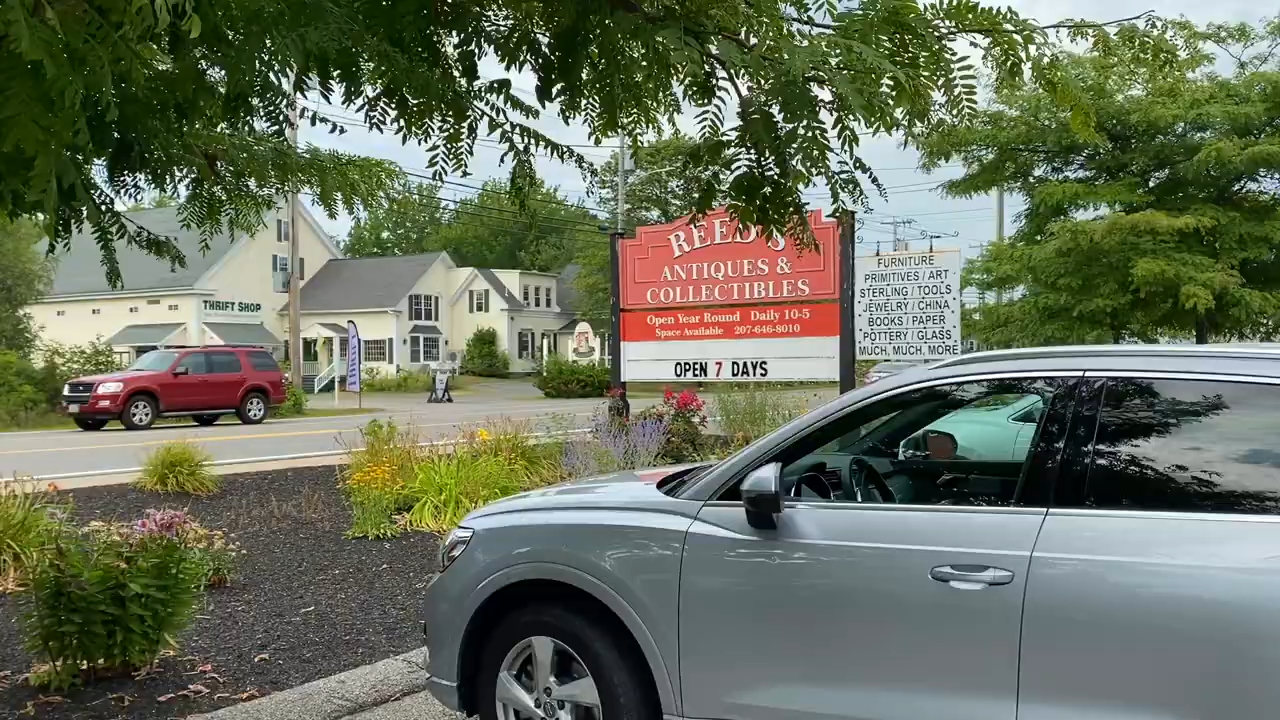 THRIFT SHOP
REED'S
ANTIQUES &
COLLECTIBLES
Open Year Round Daily 10-5
Space Available 207-646-8010
OPEN 7 DAYS
FURNITURE
PRIMITIVES / ART
STERLING / TOOLS
JEWELRY / CHINA
BOOKS / PAPER
POTTERY / GLASS
MUCH, MUCH, MORE